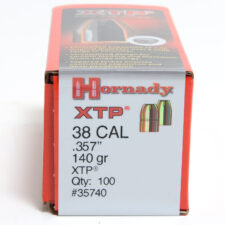 Hornady
XTP®
38 CAL
.357"
140 gr
XTP®
Qty: 100
#35740